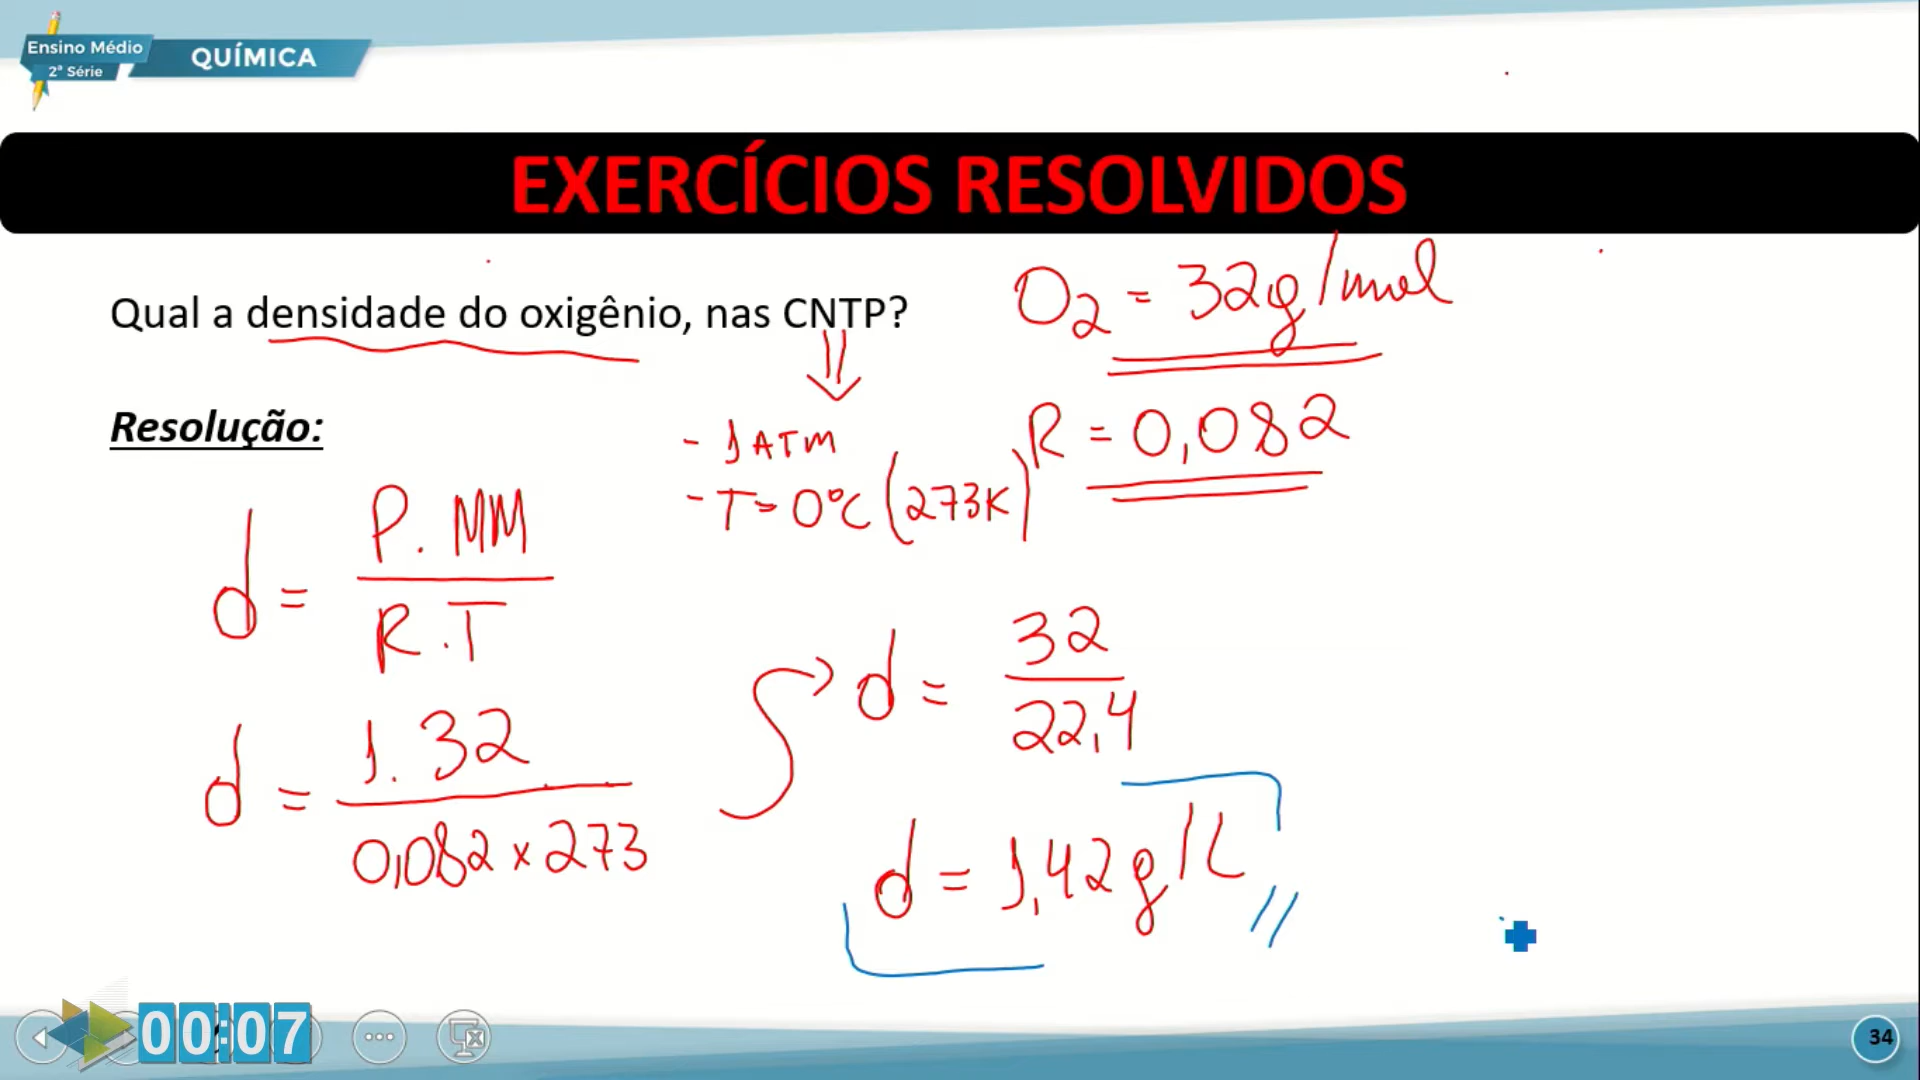 Ensino Médio
2ª Série
QUÍMICA
EXERCÍCIOS RESOLVIDOS
Qual a densidade do oxigênio, nas CNTP?
O2 = 32g/mol
Resolução:
- 1 ATM
- T = 0°C (273K)
R = 0,082
d = P. MM / R.T
d = 1. 32 / 0,082 x 273
d = 32 / 22,4
d = 1,42g/L //
00:07
34